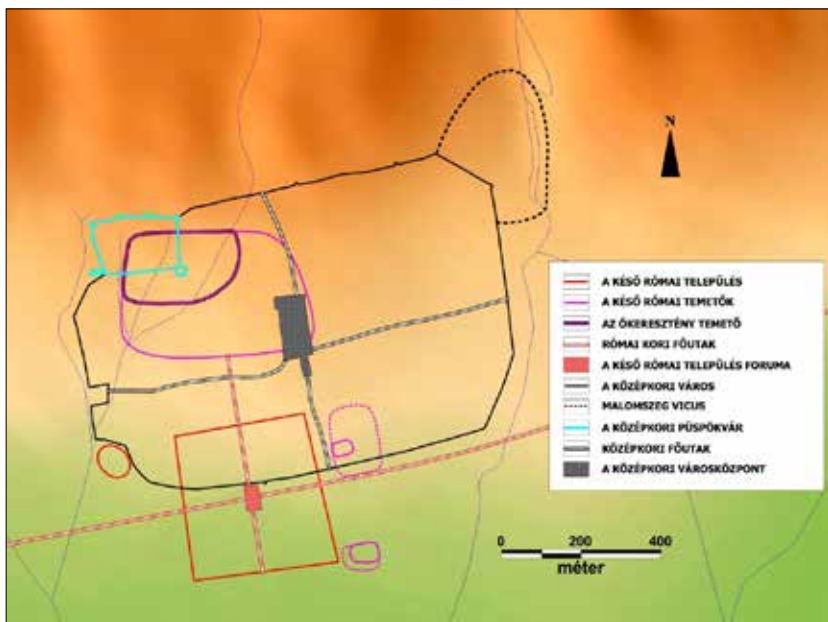 N
A KÉSŐ RÓMAI TELEPÜLÉS
A KÉSŐ RÓMAI TEMETŐK
AZ ÓKERESZTÉNY TEMETŐ
RÓMAI KORI FŐUTAK
A KÉSŐ RÓMAI TELEPÜLÉS FORUMA
A KÖZÉPKORI VÁROS
MALOMSZEG VICUS
A KÖZÉPKORI PÜSPÖKVÁR
KÖZÉPKORI FŐUTAK
A KÖZÉPKORI VÁROSKÖZPONT
0 200 400
méter